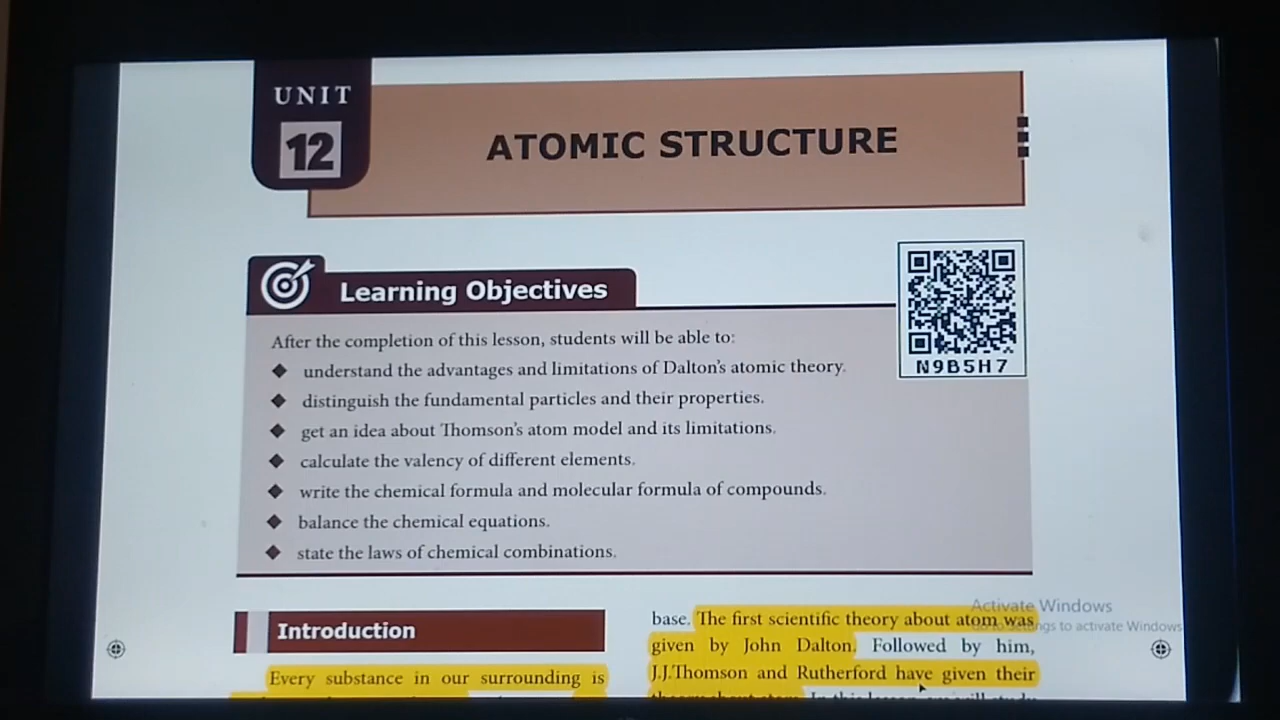 UNIT
12
ATOMIC STRUCTURE
Learning Objectives
N9B5H7
After the completion of this lesson, students will be able to:
understand the advantages and limitations of Dalton's atomic theory.
distinguish the fundamental particles and their properties.
get an idea about Thomson's atom model and its limitations.
calculate the valency of different elements.
write the chemical formula and molecular formula of compounds.
balance the chemical equations.
state the laws of chemical combinations.
Introduction
Every substance in our surrounding is
base. The first scientific theory about atom was
given by John Dalton. Followed by him,
J.J.Thomson and Rutherford have given their
Activate Windows
to activate Windows